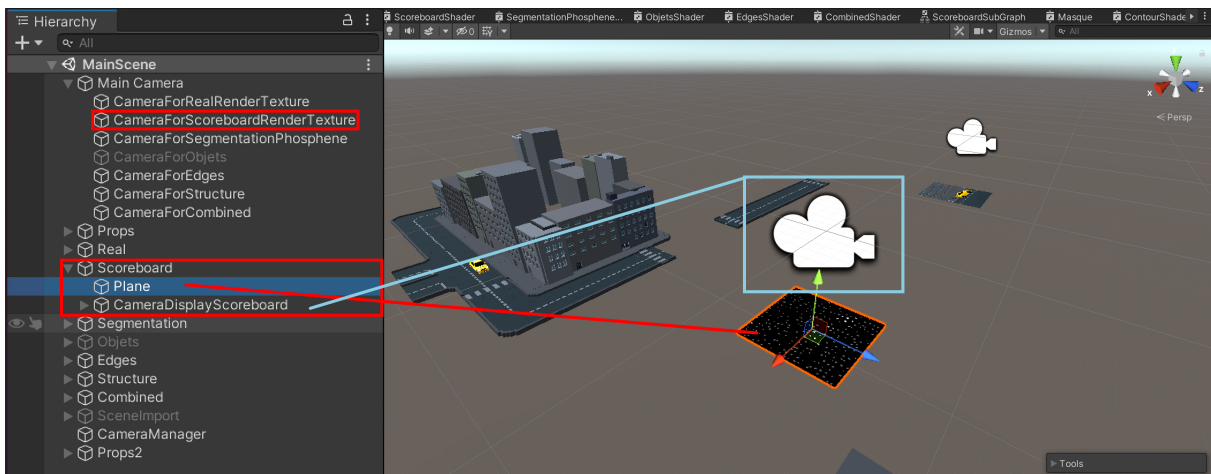 Hierarchy
All
MainScene
Main Camera
CameraForRealRenderTexture
CameraForScoreboardRenderTexture
CameraForSegmentationPhosphene
CameraForObjets
CameraForEdges
CameraForStructure
CameraForCombined
Props
Real
Scoreboard
Plane
CameraDisplayScoreboard
Segmentation
Objets
Edges
Structure
Combined
SceneImport
CameraManager
Props2
ScoreboardShader SegmentationPhosphene... ObjetsShader EdgesShader CombinedShader ScoreboardSubGraph Masque ContourShade
0 Gizmos All
y
x z
Persp
Tools